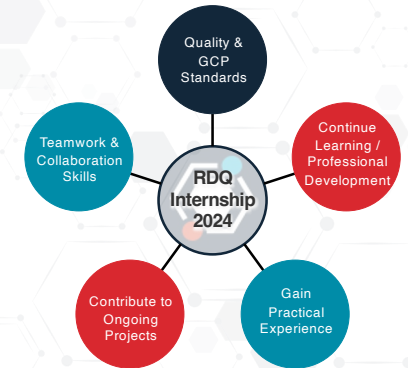 Quality &
GCP
Standards
Continue
Learning /
Professional
Development
Gain
Practical
Experience
Contribute to
Ongoing
Projects
Teamwork &
Collaboration
Skills
RDQ
Internship
2024